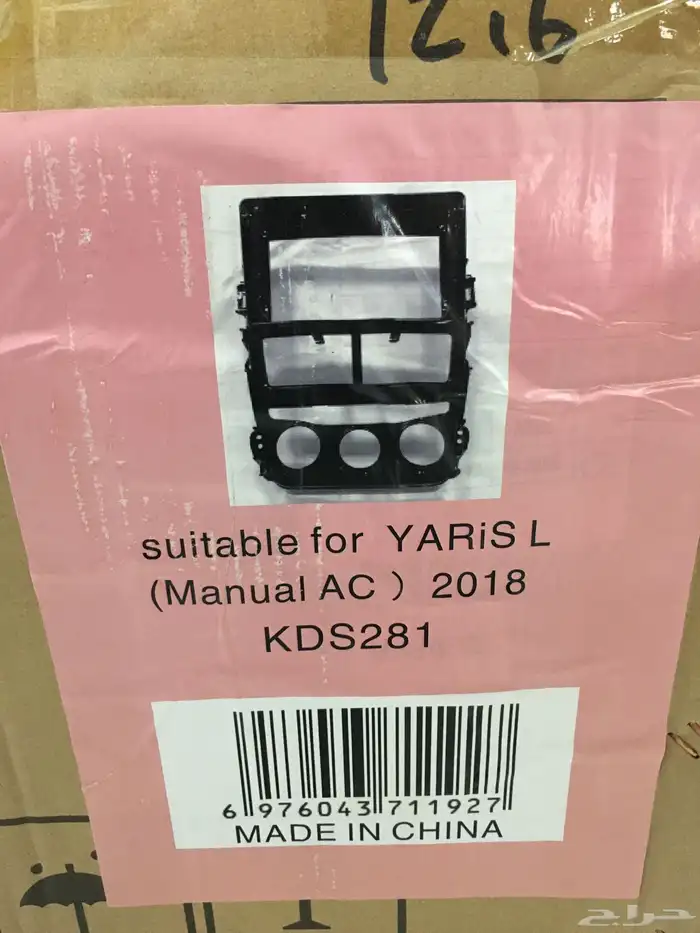 1216
suitable for YARiS L
(Manual AC ) 2018
KDS281
6 976043 711927
MADE IN CHINA
حراج